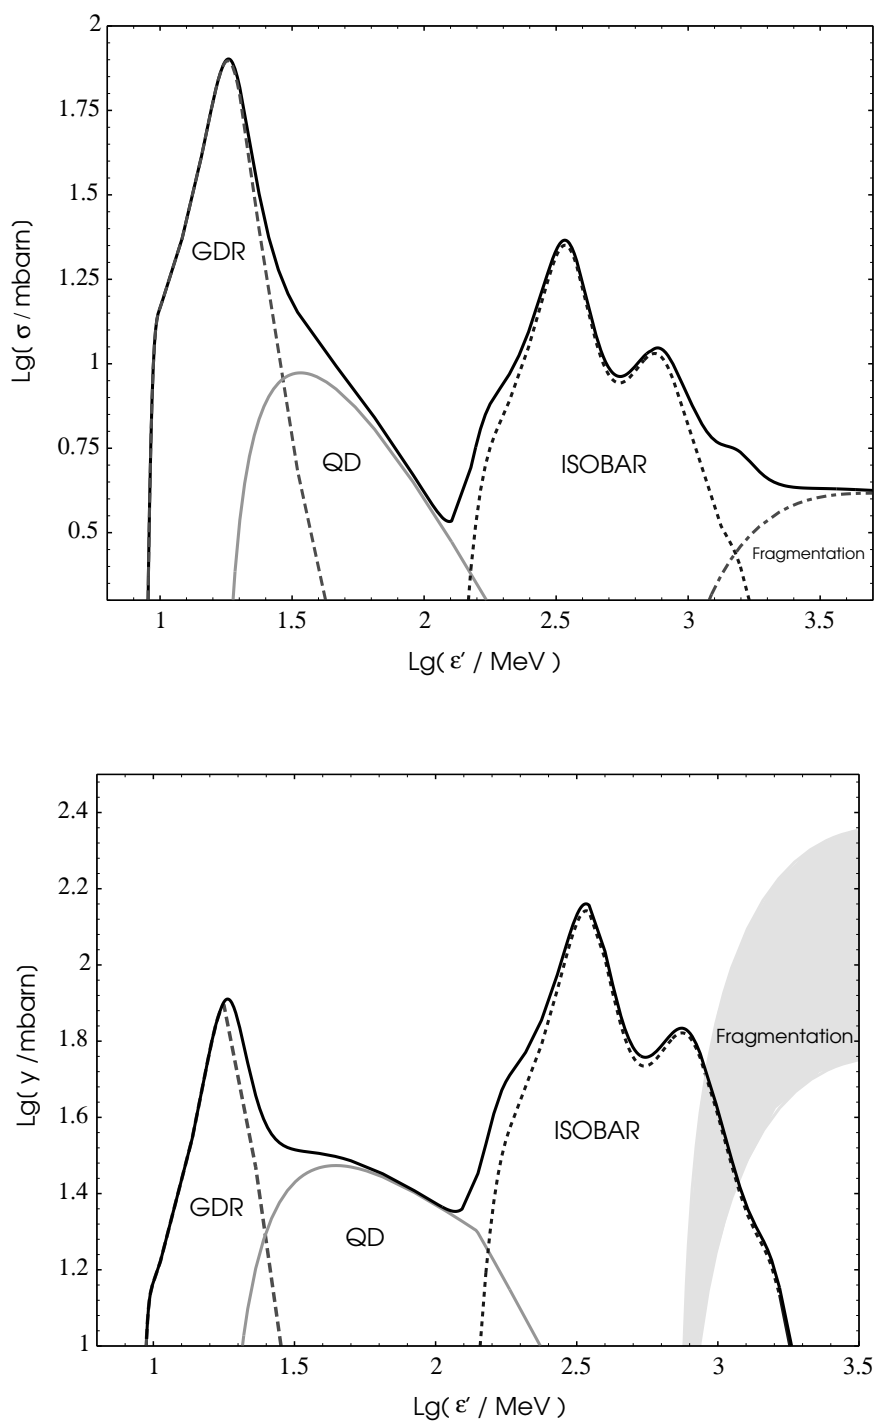 2
1.75
1.5
1.25
1
0.75
0.5
Lg( σ / mbarn)
GDR
QD
ISOBAR
Fragmentation
1 1.5 2 2.5 3 3.5
Lg( ε' / MeV )
2.4
2.2
2
1.8
1.6
1.4
1.2
1
Lg( y /mbarn)
Fragmentation
ISOBAR
GDR
QD
1 1.5 2 2.5 3 3.5
Lg( ε' / MeV )